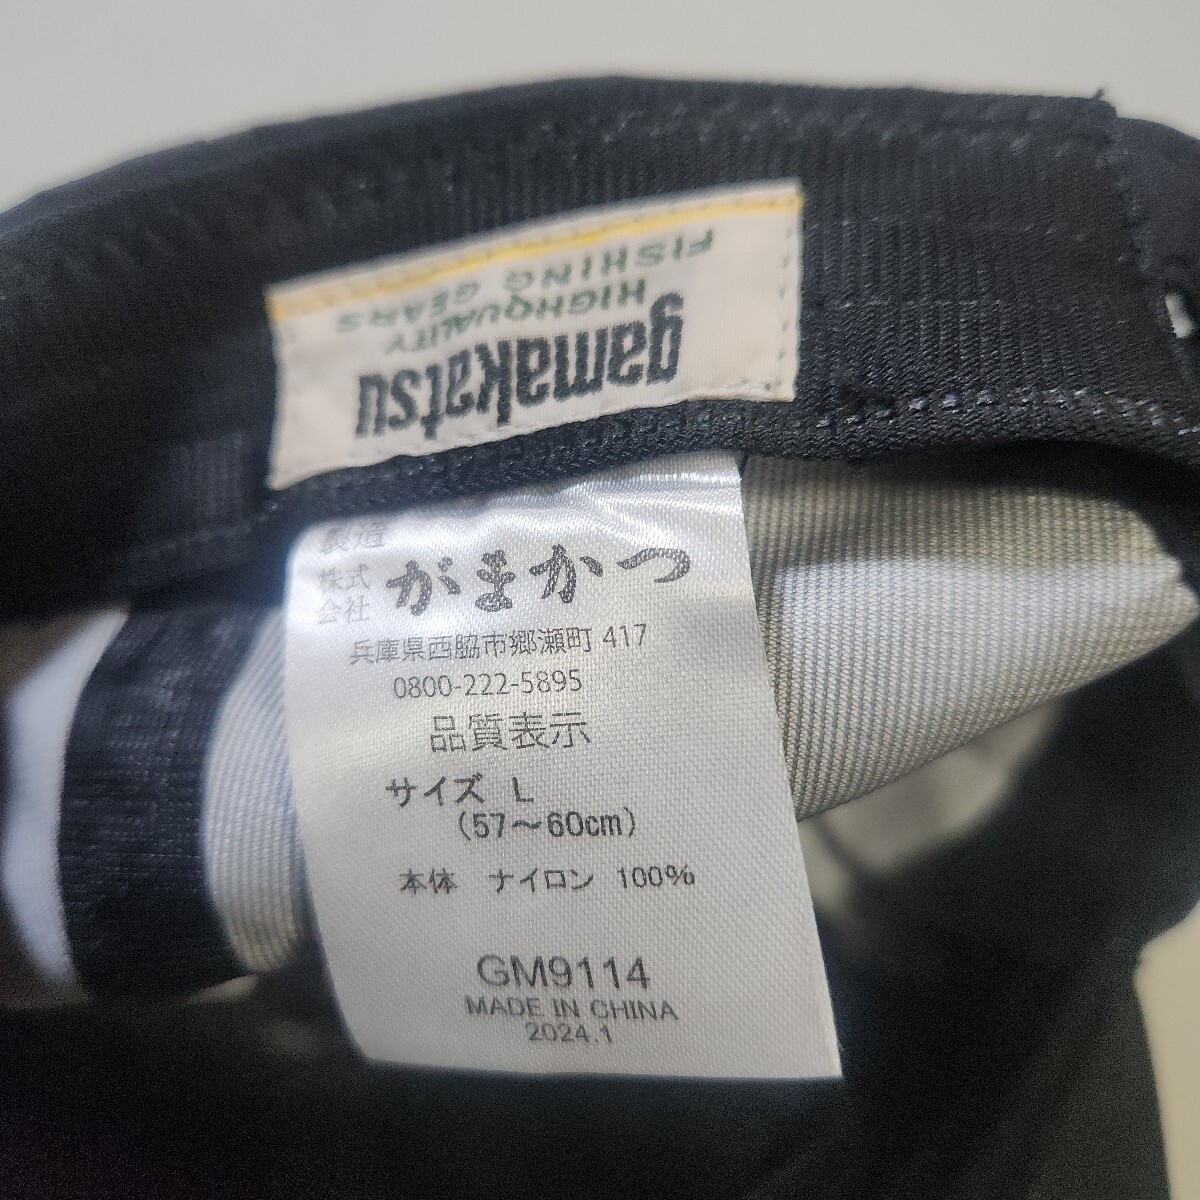 gamakatsu
HIGHQUALITY
FISHING GEARS
製造
株式会社 がまかつ
兵庫県西脇市郷瀬町 417
0800-222-5895
品質表示
サイズ L
(57〜60cm)
本体 ナイロン 100%
GM9114
MADE IN CHINA
2024.1